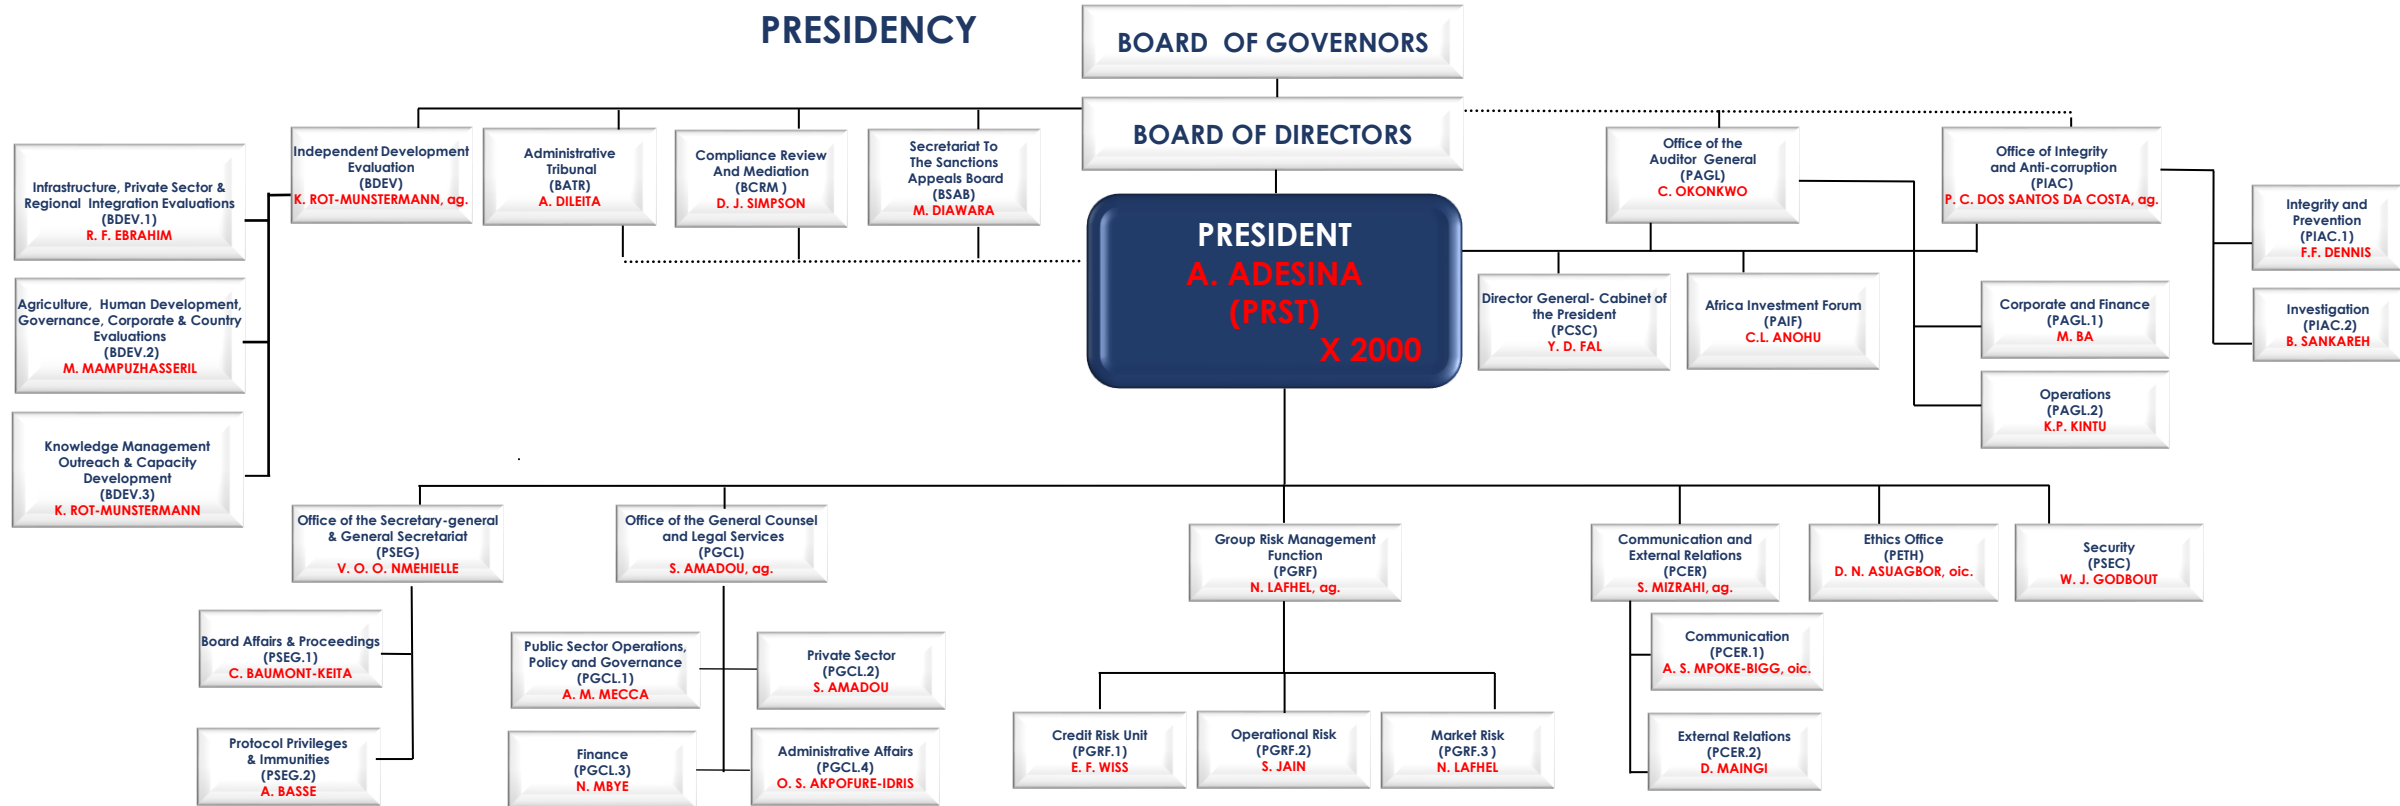 PRESIDENCY
BOARD OF GOVERNORS
BOARD OF DIRECTORS
Infrastructure, Private Sector &
Regional Integration Evaluations
(BDEV.1)
R. F. EBRAHIM
Agriculture, Human Development,
Governance, Corporate & Country
Evaluations
(BDEV.2)
M. MAMPUZHASSERIL
Knowledge Management
Outreach & Capacity
Development
(BDEV.3)
K. ROT-MUNSTERMANN
Independent Development
Evaluation
(BDEV)
K. ROT-MUNSTERMANN, ag.
Administrative
Tribunal
(BATR)
A. DILEITA
Compliance Review
And Mediation
(BCRM )
D. J. SIMPSON
Secretariat To
The Sanctions
Appeals Board
(BSAB)
M. DIAWARA
PRESIDENT
A. ADESINA
(PRST)
X 2000
Office of the
Auditor General
(PAGL)
C. OKONKWO
Office of Integrity
and Anti-corruption
(PIAC)
P. C. DOS SANTOS DA COSTA, ag.
Integrity and
Prevention
(PIAC.1)
F.F. DENNIS
Investigation
(PIAC.2)
B. SANKAREH
Director General- Cabinet of
the President
(PCSC)
Y. D. FAL
Africa Investment Forum
(PAIF)
C.L. ANOHU
Corporate and Finance
(PAGL.1)
M. BA
Operations
(PAGL.2)
K.P. KINTU
.
Office of the Secretary-general
& General Secretariat
(PSEG)
V. O. O. NMEHIELLE
Board Affairs & Proceedings
(PSEG.1)
C. BAUMONT-KEITA
Protocol Privileges
& Immunities
(PSEG.2)
A. BASSE
Office of the General Counsel
and Legal Services
(PGCL)
S. AMADOU, ag.
Public Sector Operations,
Policy and Governance
(PGCL.1)
A. M. MECCA
Private Sector
(PGCL.2)
S. AMADOU
Finance
(PGCL.3)
N. MBYE
Administrative Affairs
(PGCL.4)
O. S. AKPOFURE-IDRIS
Group Risk Management
Function
(PGRF)
N. LAFHEL, ag.
Credit Risk Unit
(PGRF.1)
E. F. WISS
Operational Risk
(PGRF.2)
S. JAIN
Market Risk
(PGRF.3 )
N. LAFHEL
Communication and
External Relations
(PCER)
S. MIZRAHI, ag.
Communication
(PCER.1)
A. S. MPOKE-BIGG, oic.
External Relations
(PCER.2)
D. MAINGI
Ethics Office
(PETH)
D. N. ASUAGBOR, oic.
Security
(PSEC)
W. J. GODBOUT